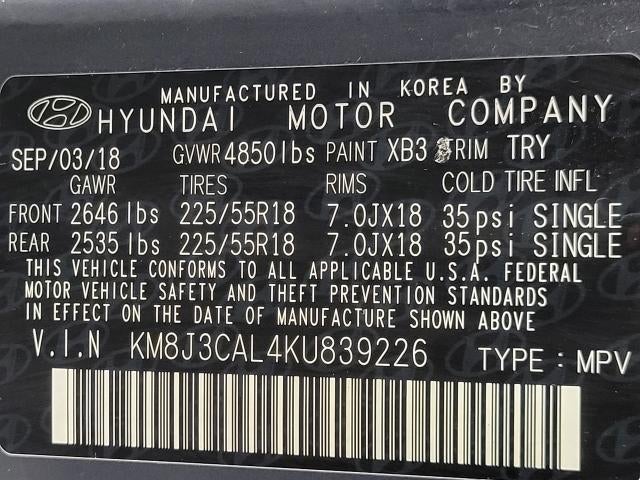 MANUFACTURED IN KOREA BY
HYUNDAI MOTOR COMPANY
SEP/03/18 GVWR 4850lbs PAINT XB3 TRIM TRY
GAWR TIRES RIMS COLD TIRE INFL
FRONT 2646 lbs 225/55R18 7.0JX18 35psi SINGLE
REAR 2535 lbs 225/55R18 7.0JX18 35psi SINGLE
THIS VEHICLE CONFORMS TO ALL APPLICABLE U.S.A. FEDERAL
MOTOR VEHICLE SAFETY AND THEFT PREVENTION STANDARDS
IN EFFECT ON THE DATE OF MANUFACTURE SHOWN ABOVE
V.I.N KM8J3CAL4KU839226 TYPE : MPV